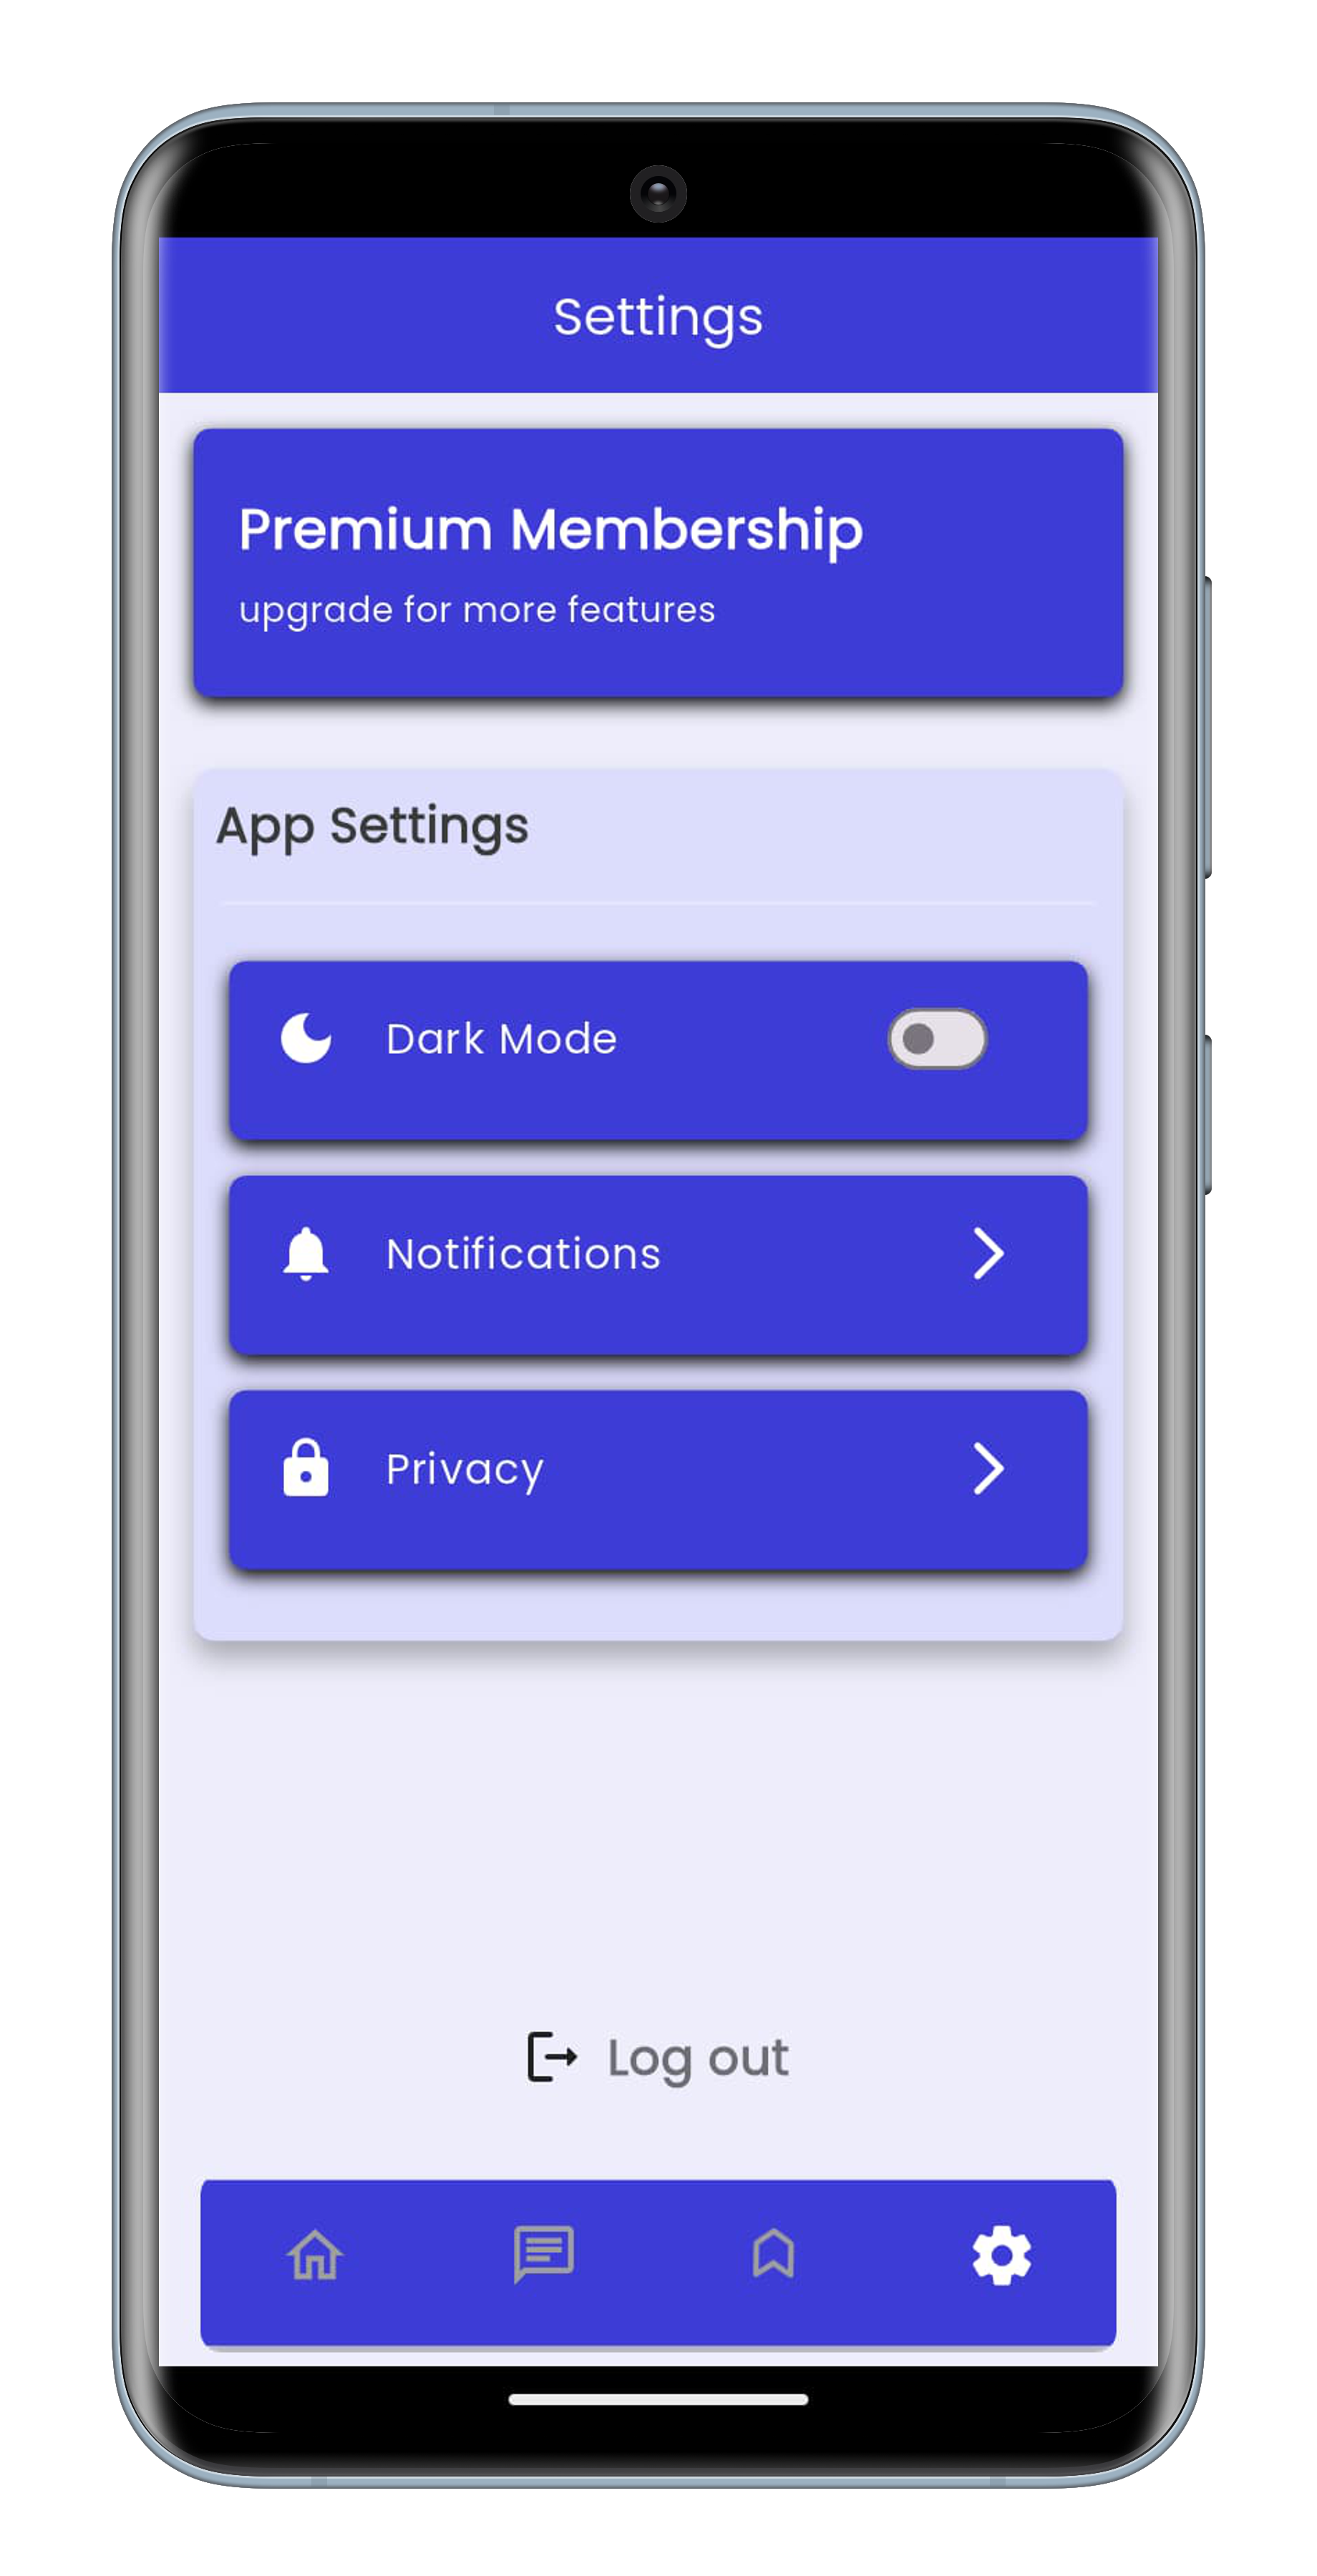 Settings
Premium Membership
upgrade for more features
App Settings
Dark Mode
Notifications
Privacy
Log out